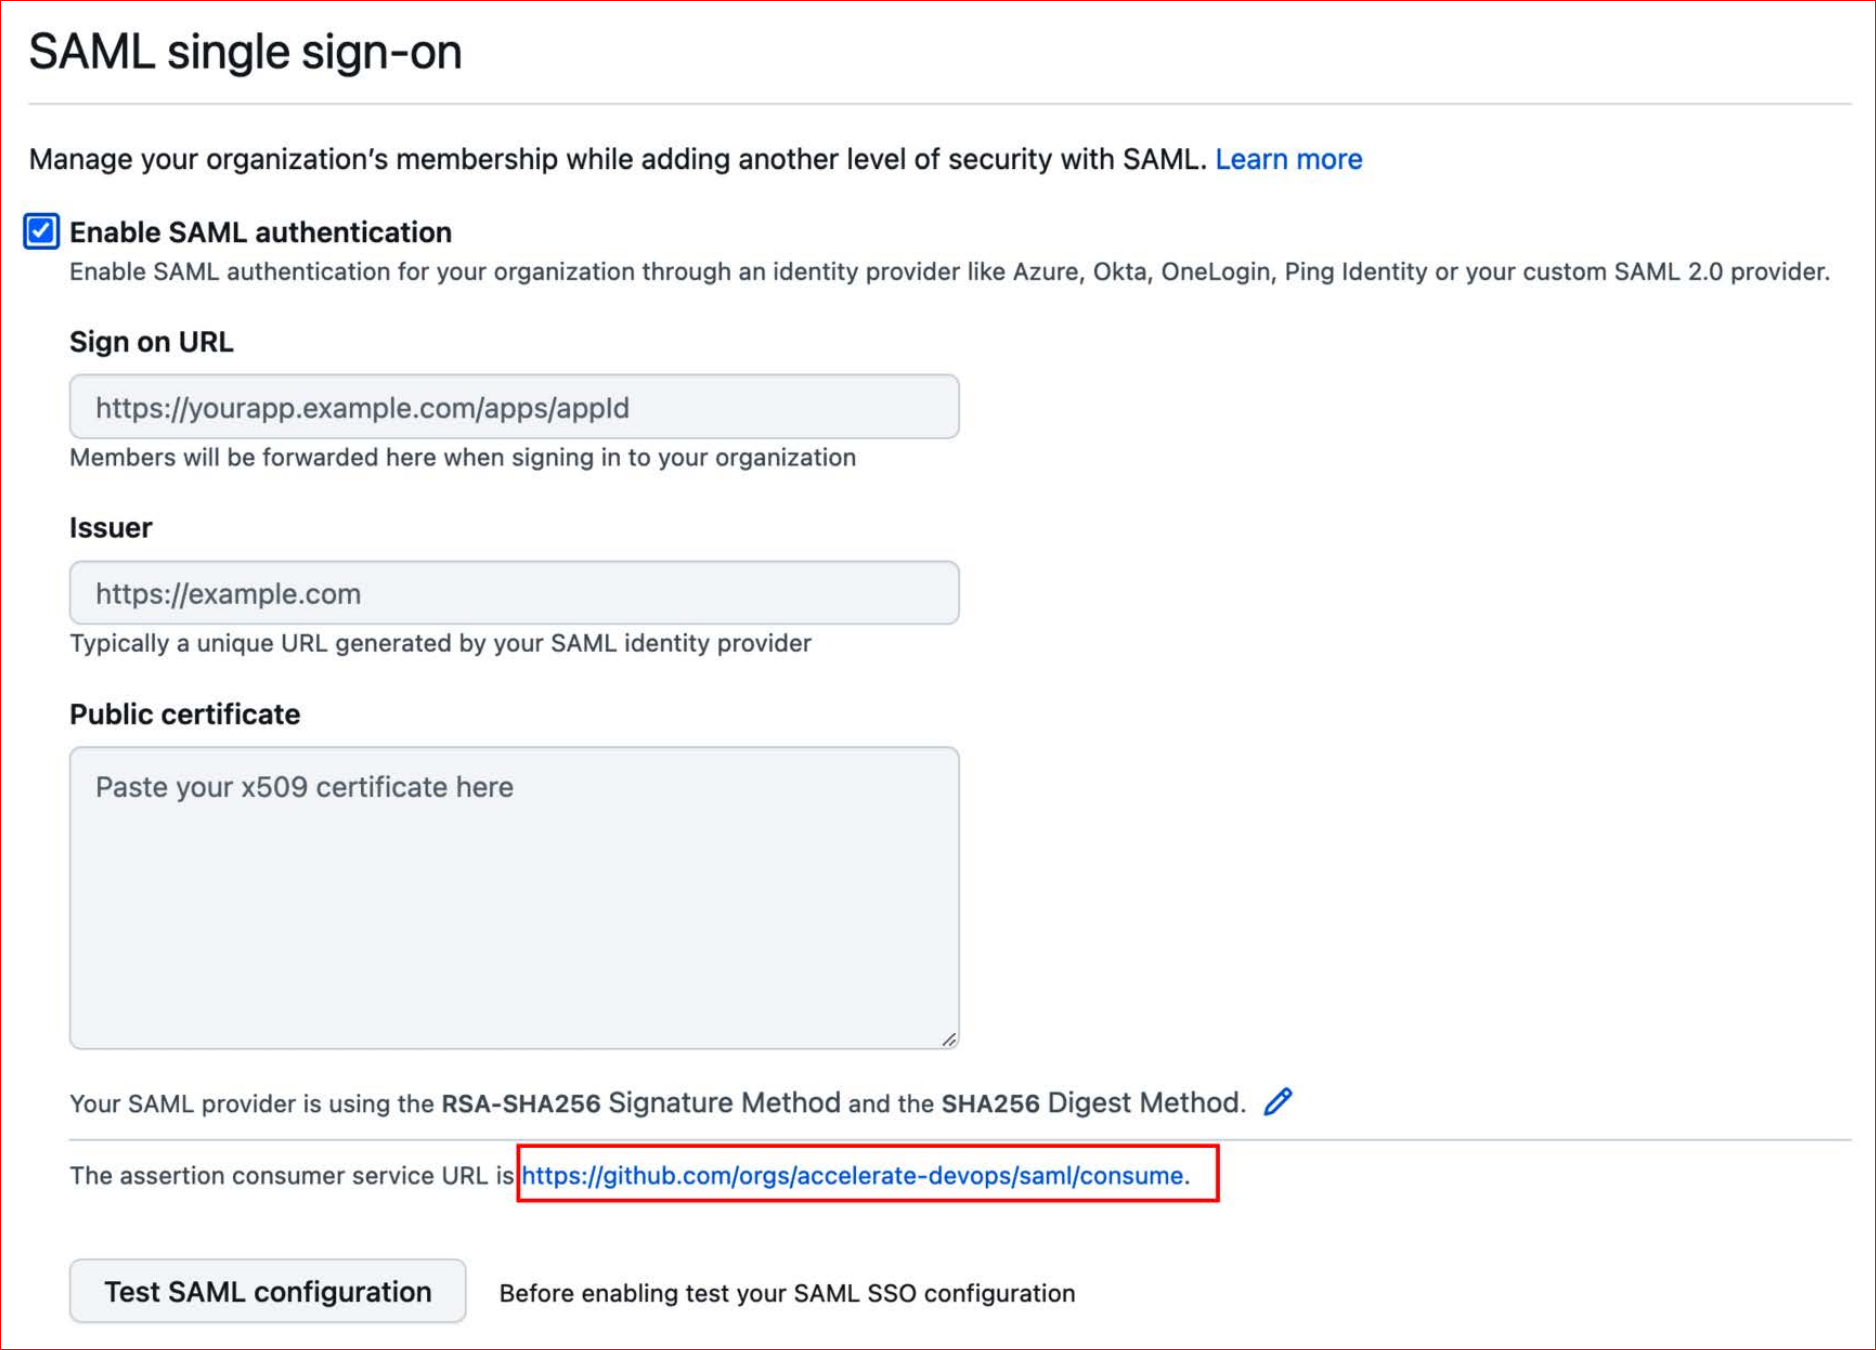 SAML single sign-on
Manage your organization's membership while adding another level of security with SAML. Learn more
Enable SAML authentication
Enable SAML authentication for your organization through an identity provider like Azure, Okta, OneLogin, Ping Identity or your custom SAML 2.0 provider.
Sign on URL
https://yourapp.example.com/apps/appId
Members will be forwarded here when signing in to your organization
Issuer
https://example.com
Typically a unique URL generated by your SAML identity provider
Public certificate
Paste your x509 certificate here
Your SAML provider is using the RSA-SHA256 Signature Method and the SHA256 Digest Method.
The assertion consumer service URL is https://github.com/orgs/accelerate-devops/saml/consume.
Test SAML configuration Before enabling test your SAML SSO configuration